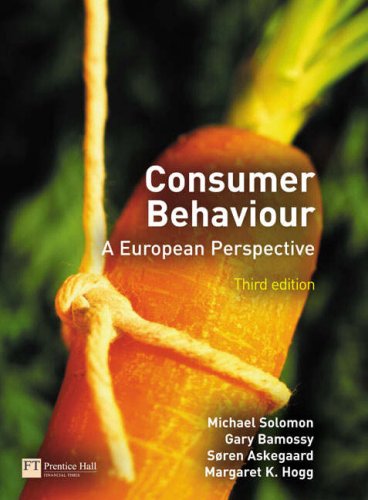 Consumer
Behaviour
A European Perspective
Third edition
Michael Solomon
Gary Bamossy
Søren Askegaard
Margaret K. Hogg
FT Prentice Hall
FINANCIAL TIMES